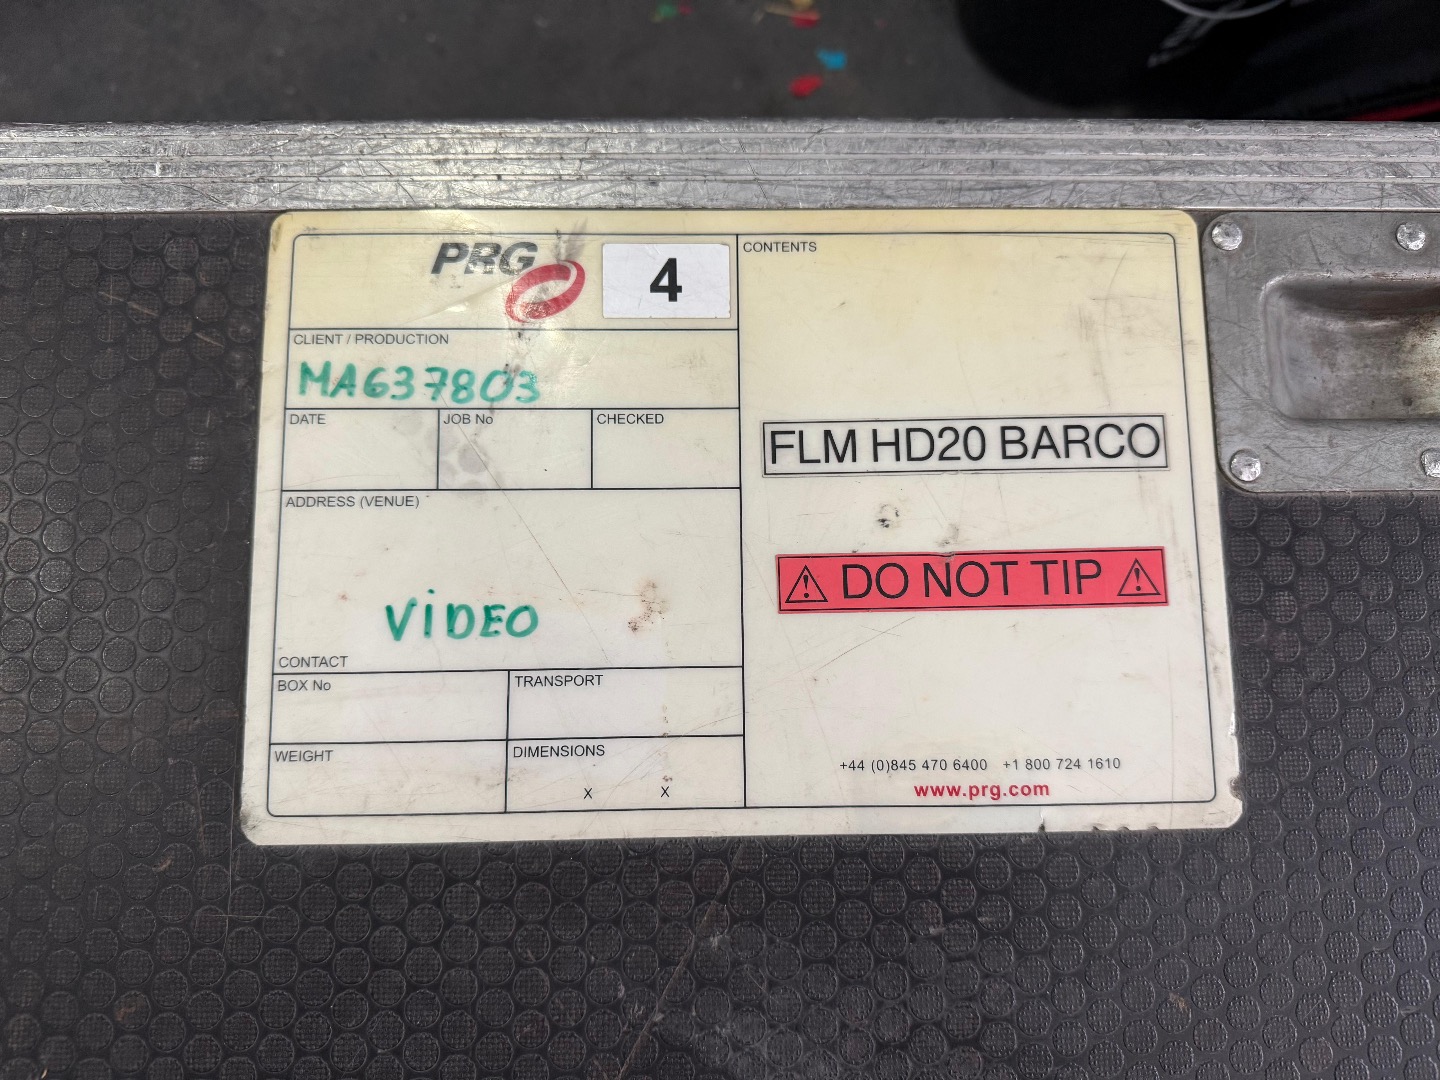 PRG
4
CLIENT / PRODUCTION
MA637803
DATE
JOB No
CHECKED
ADDRESS (VENUE)
VIDEO
CONTACT
BOX No
TRANSPORT
WEIGHT
DIMENSIONS
X X
CONTENTS
FLM HD20 BARCO
DO NOT TIP
+44 (0)845 470 6400 +1 800 724 1610
www.prg.com